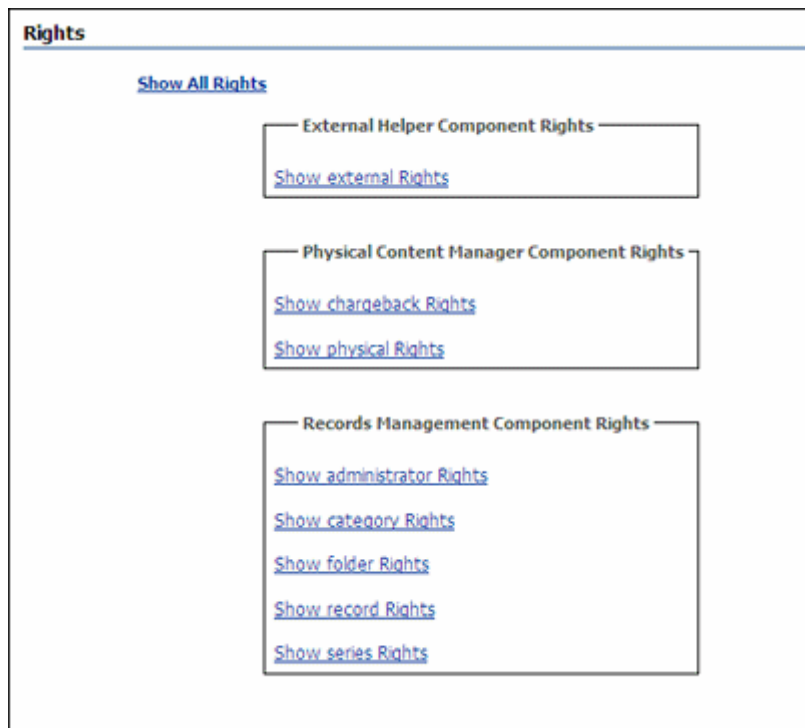 Rights
Show All Rights
External Helper Component Rights
Show external Rights
Physical Content Manager Component Rights
Show chargeback Rights
Show physical Rights
Records Management Component Rights
Show administrator Rights
Show category Rights
Show folder Rights
Show record Rights
Show series Rights